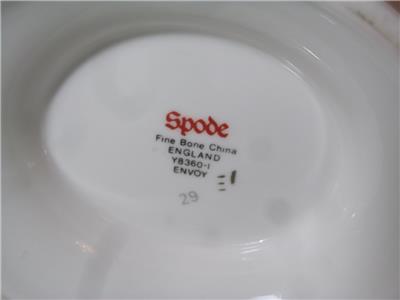 Spode
Fine Bone China
ENGLAND
Y8360-I
ENVOY
29